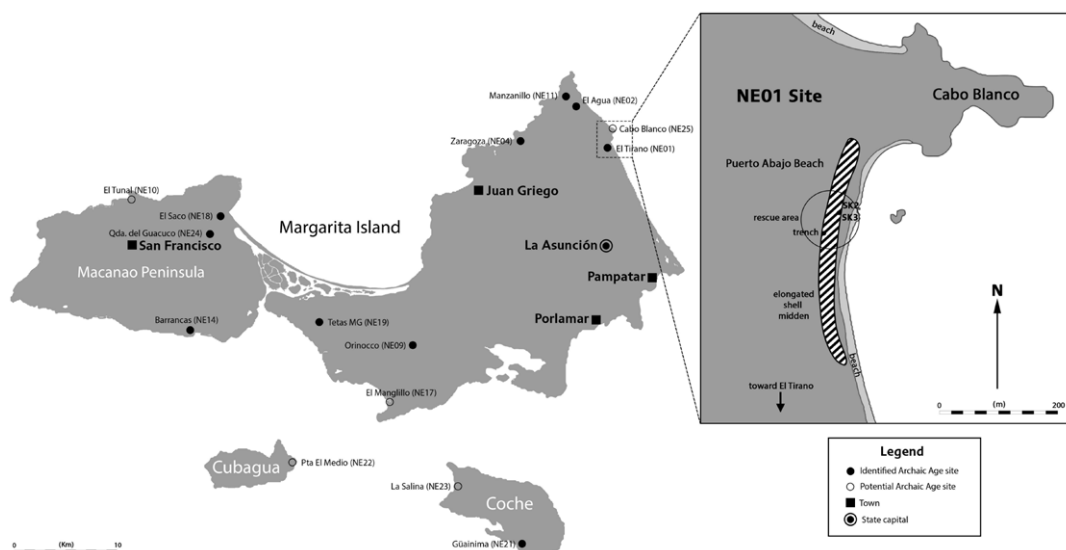 Manzanillo (NE11)
El Agua (NE02)
Cabo Blanco (NE25)
Zaragoza (NE04)
El Tirano (NE01)
El Tunal (NE10)
Juan Griego
El Saco (NE18)
Margarita Island
Qda. del Guacuco (NE24)
San Francisco
La Asunción
Macanao Peninsula
Pampatar
Barrancas (NE14)
Tetas MG (NE19)
Porlamar
Orinocco (NE09)
El Manglillo (NE17)
Cubagua
Pta El Medio (NE22)
La Salina (NE23)
Coche
Güainima (NE21)
0 (Km) 10
beach
NE01 Site
Cabo Blanco
Puerto Abajo Beach
SK2
rescue area
SK3
trench
elongated
shell
midden
N
beach
toward El Tirano
0 (m) 200
Legend
Identified Archaic Age site
Potential Archaic Age site
Town
State capital